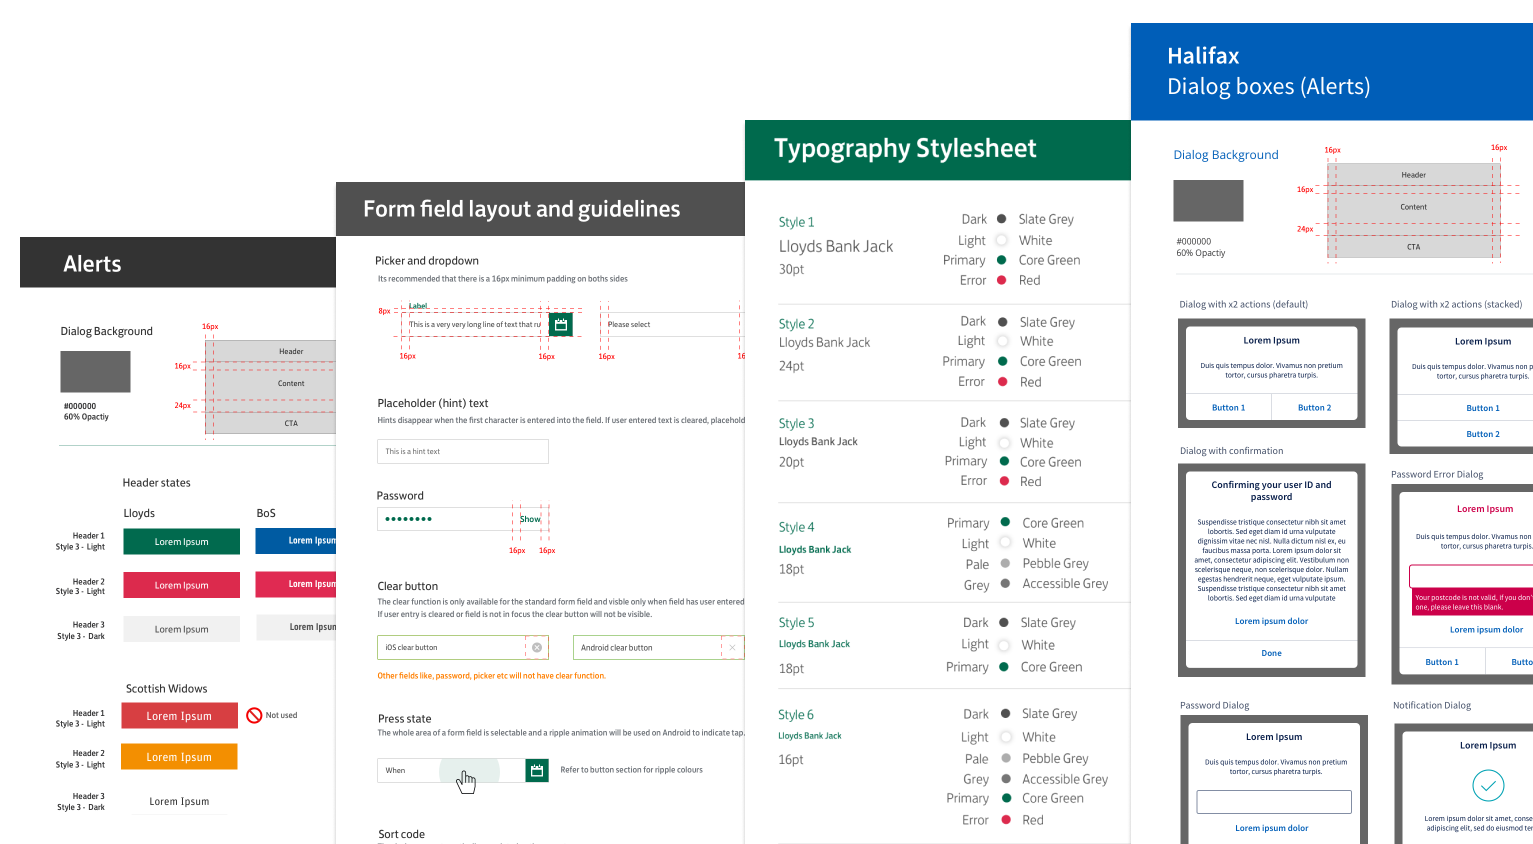 Alerts
Dialog Background
16px
16px
24px
Header
Content
CTA
#000000
60% Opactiy
Header states
Lloyds
BoS
Header 1
Style 3 - Light
Lorem Ipsum
Lorem Ipsum
Header 2
Style 3 - Light
Lorem Ipsum
Lorem Ipsum
Header 3
Style 3 - Dark
Lorem Ipsum
Lorem Ipsum
Scottish Widows
Header 1
Style 3 - Light
Lorem Ipsum
Not used
Header 2
Style 3 - Light
Lorem Ipsum
Header 3
Style 3 - Dark
Lorem Ipsum
Form field layout and guidelines
Picker and dropdown
Its recommended that there is a 16px minimum padding on boths sides
Label
8px
This is a very very long line of text that ru
Please select
16px
16px
16px
16
Placeholder (hint) text
Hints disappear when the first character is entered into the field. If user entered text is cleared, placehold
This is a hint text
Password
Show
16px
16px
Clear button
The clear function is only available for the standard form field and visble only when field has user entered
If user entry is cleared or field is not in focus the clear button will not be visible.
iOS clear button
Android clear button
Other fields like, password, picker etc will not have clear function.
Press state
The whole area of a form field is selectable and a ripple animation will be used on Android to indicate tap.
When
Refer to button section for ripple colours
Sort code
Typography Stylesheet
Style 1
Lloyds Bank Jack
30pt
Dark Slate Grey
Light White
Primary Core Green
Error Red
Style 2
Lloyds Bank Jack
24pt
Dark Slate Grey
Light White
Primary Core Green
Error Red
Style 3
Lloyds Bank Jack
20pt
Dark Slate Grey
Light White
Primary Core Green
Error Red
Style 4
Lloyds Bank Jack
18pt
Primary Core Green
Light White
Pale Pebble Grey
Grey Accessible Grey
Style 5
Lloyds Bank Jack
18pt
Dark Slate Grey
Light White
Primary Core Green
Style 6
Lloyds Bank Jack
16pt
Dark Slate Grey
Light White
Pale Pebble Grey
Grey Accessible Grey
Primary Core Green
Error Red
Halifax
Dialog boxes (Alerts)
Dialog Background
16px
16px
16px
24px
Header
Content
CTA
#000000
60% Opactiy
Dialog with x2 actions (default)
Lorem Ipsum
Duis quis tempus dolor. Vivamus non pretium
tortor, cursus pharetra turpis.
Button 1
Button 2
Dialog with x2 actions (stacked)
Lorem Ipsum
Duis quis tempus dolor. Vivamus non p
tortor, cursus pharetra turpis.
Button 1
Button 2
Dialog with confirmation
Confirming your user ID and
password
Suspendisse tristique consectetur nibh sit amet
lobortis. Sed eget diam id urna vulputate
dignissim vitae nec nisl. Nulla dictum nisl ex, eu
faucibus massa porta. Lorem ipsum dolor sit
amet, consectetur adipiscing elit. Vestibulum non
scelerisque neque, non scelerisque dolor. Nullam
egestas hendrerit neque, eget vulputate ipsum.
Suspendisse tristique consectetur nibh sit amet
lobortis. Sed eget diam id urna vulputate
Lorem ipsum dolor
Done
Password Error Dialog
Lorem Ipsum
Duis quis tempus dolor. Vivamus non
tortor, cursus pharetra turpis.
Your postcode is not valid, if you don'
one, please leave this blank.
Lorem ipsum dolor
Button 1
Butto
Password Dialog
Lorem Ipsum
Duis quis tempus dolor. Vivamus non pretium
tortor, cursus pharetra turpis.
Lorem ipsum dolor
Notification Dialog
Lorem Ipsum
Lorem ipsum dolor sit amet, conse
adipiscing elit, sed do eiusmod ter